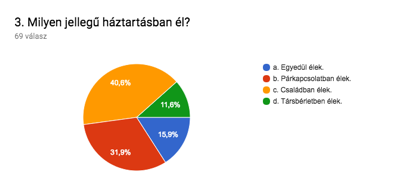 3. Milyen jellegű háztartásban él?
69 válasz
40,6%
11,6%
15,9%
31,9%
a. Egyedül élek.
b. Párkapcsolatban élek.
c. Családban élek.
d. Társbérletben élek.